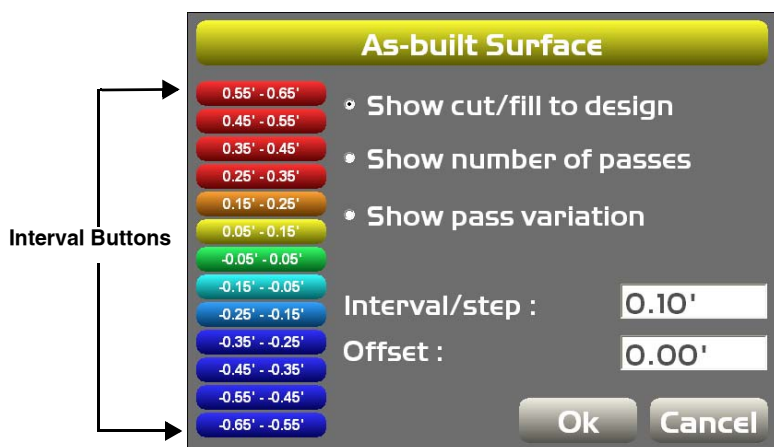 As-built Surface
Interval Buttons
0.55' - 0.65'
0.45' - 0.55'
0.35' - 0.45'
0.25' - 0.35'
0.15' - 0.25'
0.05' - 0.15'
-0.05' - 0.05'
-0.15' - -0.05'
-0.25' - -0.15'
-0.35' - -0.25'
-0.45' - -0.35'
-0.55' - -0.45'
-0.65' - -0.55'
Show cut/fill to design
Show number of passes
Show pass variation
Interval/step : 0.10'
Offset : 0.00'
Ok Cancel